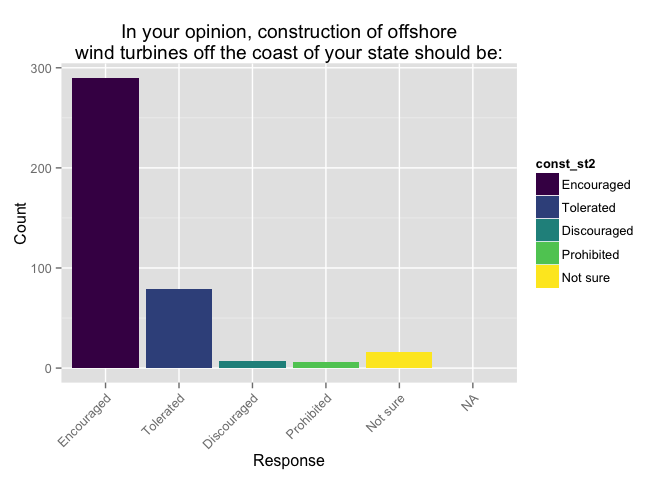 In your opinion, construction of offshore
wind turbines off the coast of your state should be:
300
200
100
0
Count
Encouraged
Tolerated
Discouraged
Prohibited
Not sure
NA
Response
const_st2
Encouraged
Tolerated
Discouraged
Prohibited
Not sure